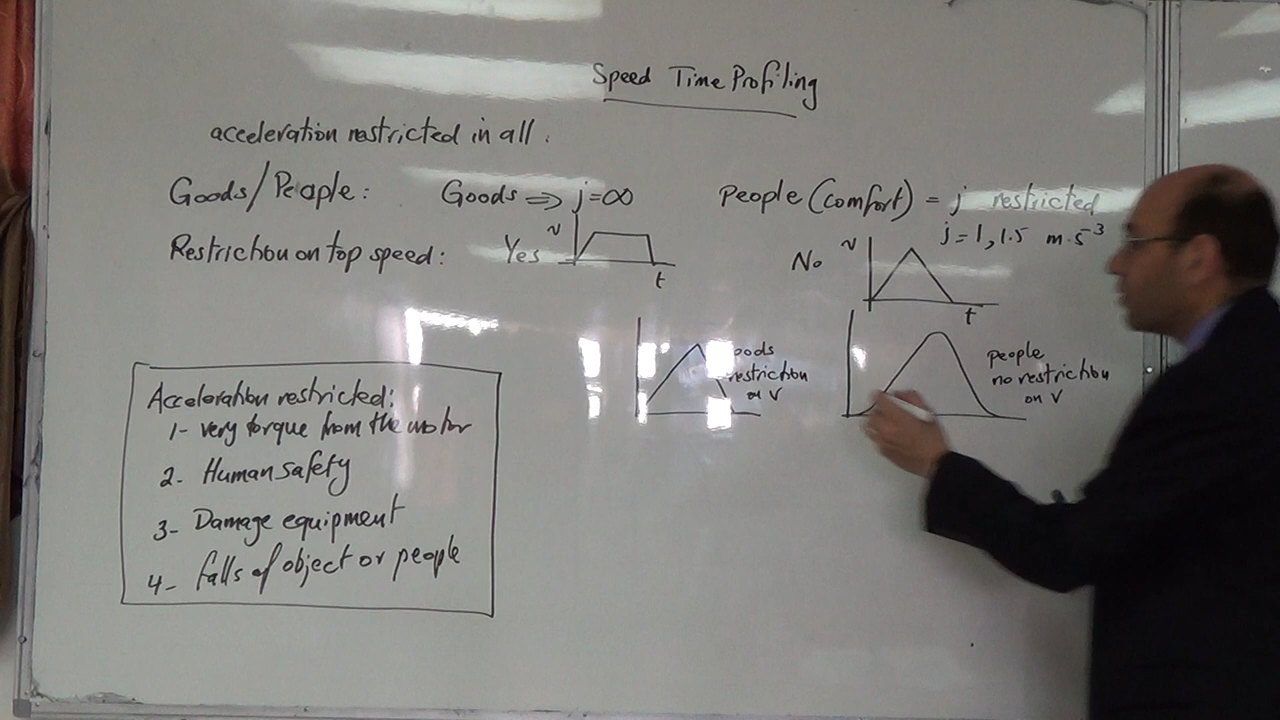 Speed Time Profiling
acceleration restricted in all.
Goods/People: Goods ⇒ j=∞ People (comfort) = j restricted
j=1, 1.5 m.s⁻³
Restriction on top speed: Yes v t No v t
oods
restriction
on v
people
no restriction
on v
Acceleration restricted:
1- very torque from the motor
2. Human safety
3- Damage equipment
4- falls of object or people